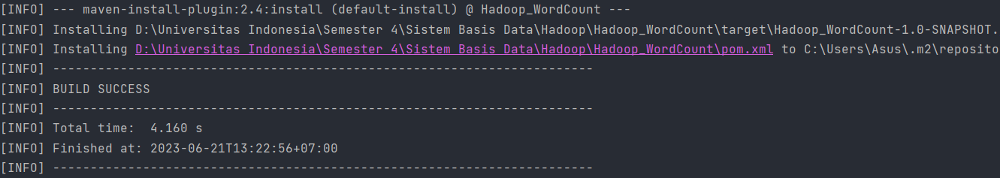 [INFO] --- maven-install-plugin:2.4:install (default-install) @ Hadoop_WordCount ---
[INFO] Installing D:\Universitas Indonesia\Semester 4\Sistem Basis Data\Hadoop\Hadoop_WordCount\target\Hadoop_WordCount-1.0-SNAPSHOT.
[INFO] Installing D:\Universitas Indonesia\Semester 4\Sistem Basis Data\Hadoop\Hadoop_WordCount\pom.xml to C:\Users\Asus\.m2\reposito
[INFO] ------------------------------------------------------------------------
[INFO] BUILD SUCCESS
[INFO] ------------------------------------------------------------------------
[INFO] Total time:  4.160 s
[INFO] Finished at: 2023-06-21T13:22:56+07:00
[INFO] ------------------------------------------------------------------------